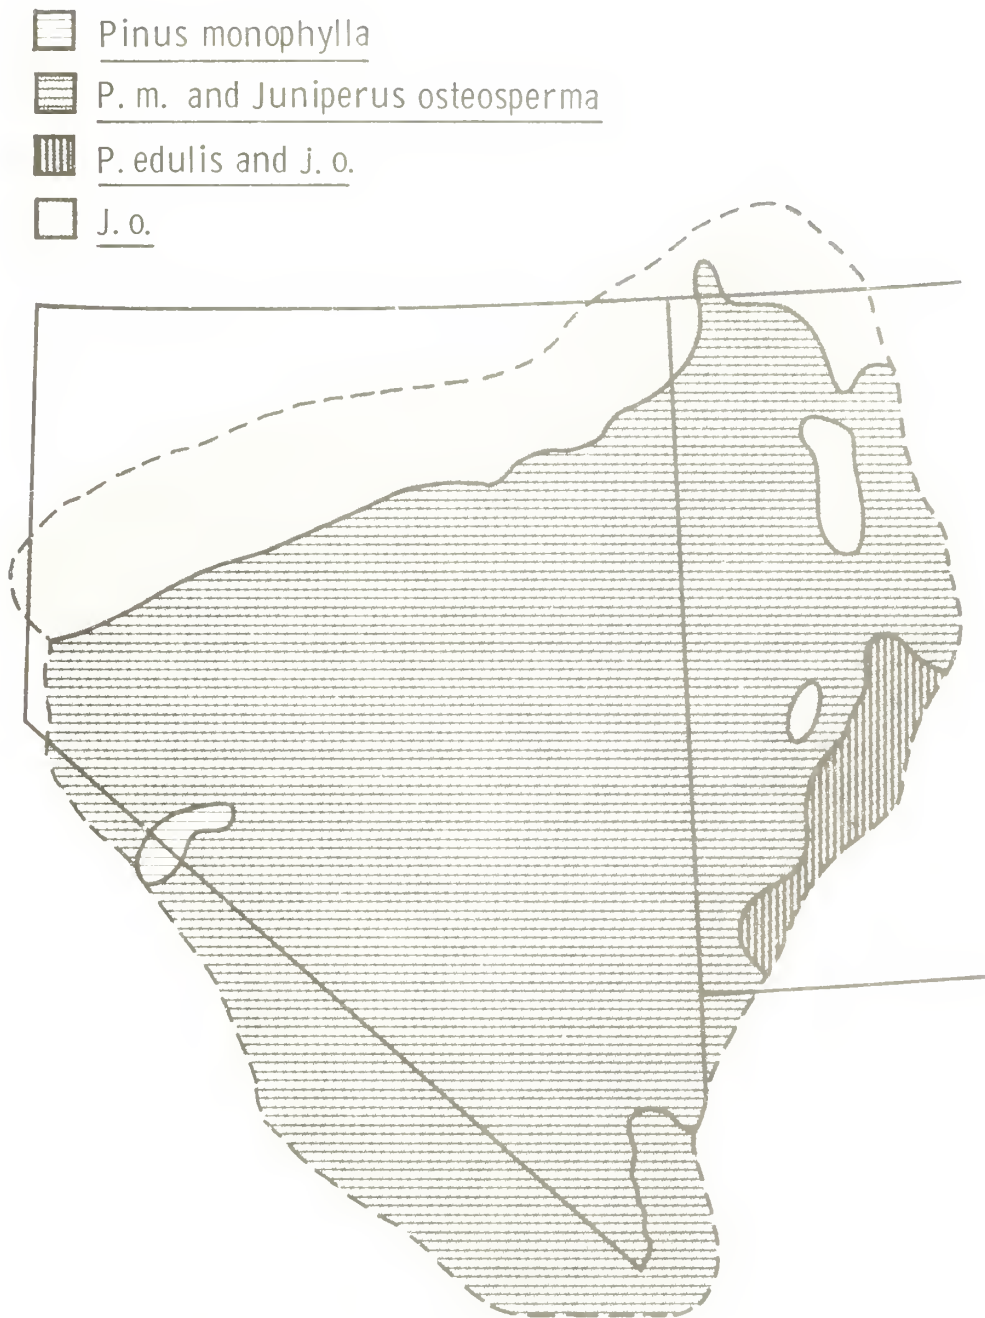 Pinus monophylla
P. m. and Juniperus osteosperma
P. edulis and j. o.
J. o.